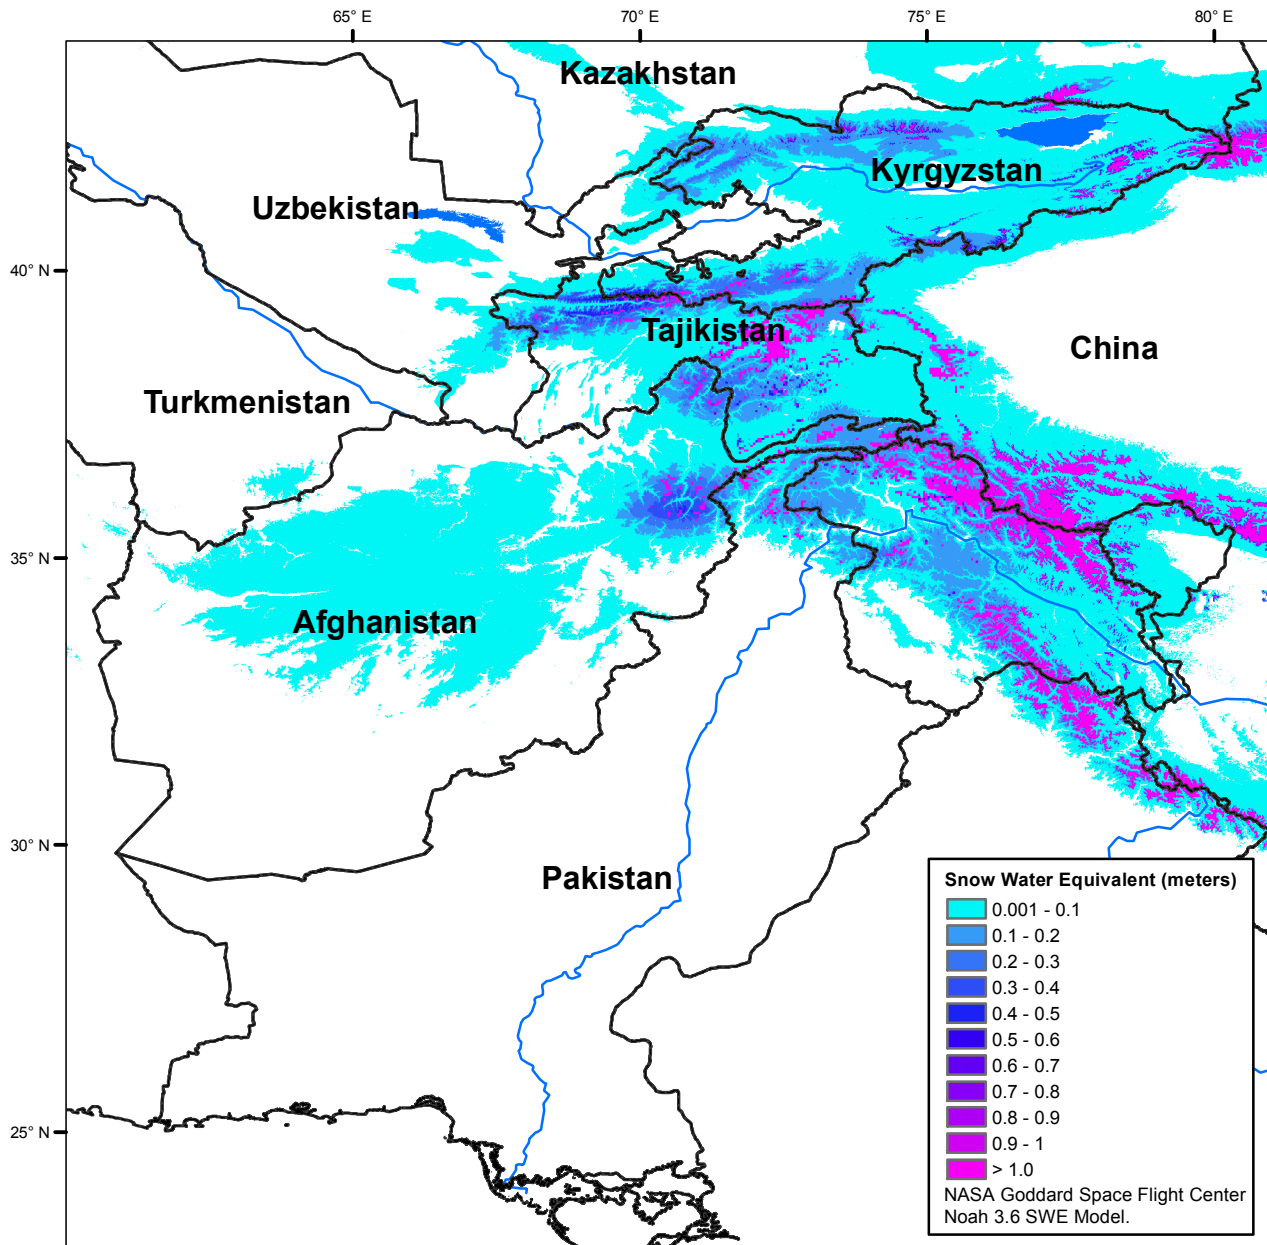 65° E
70° E
75° E
80° E
Kazakhstan
Kyrgyzstan
Uzbekistan
40° N
Tajikistan
China
Turkmenistan
35° N
Afghanistan
30° N
Pakistan
Snow Water Equivalent (meters)
0.001 - 0.1
0.1 - 0.2
0.2 - 0.3
0.3 - 0.4
0.4 - 0.5
0.5 - 0.6
0.6 - 0.7
0.7 - 0.8
0.8 - 0.9
0.9 - 1
> 1.0
NASA Goddard Space Flight Center
Noah 3.6 SWE Model.
25° N